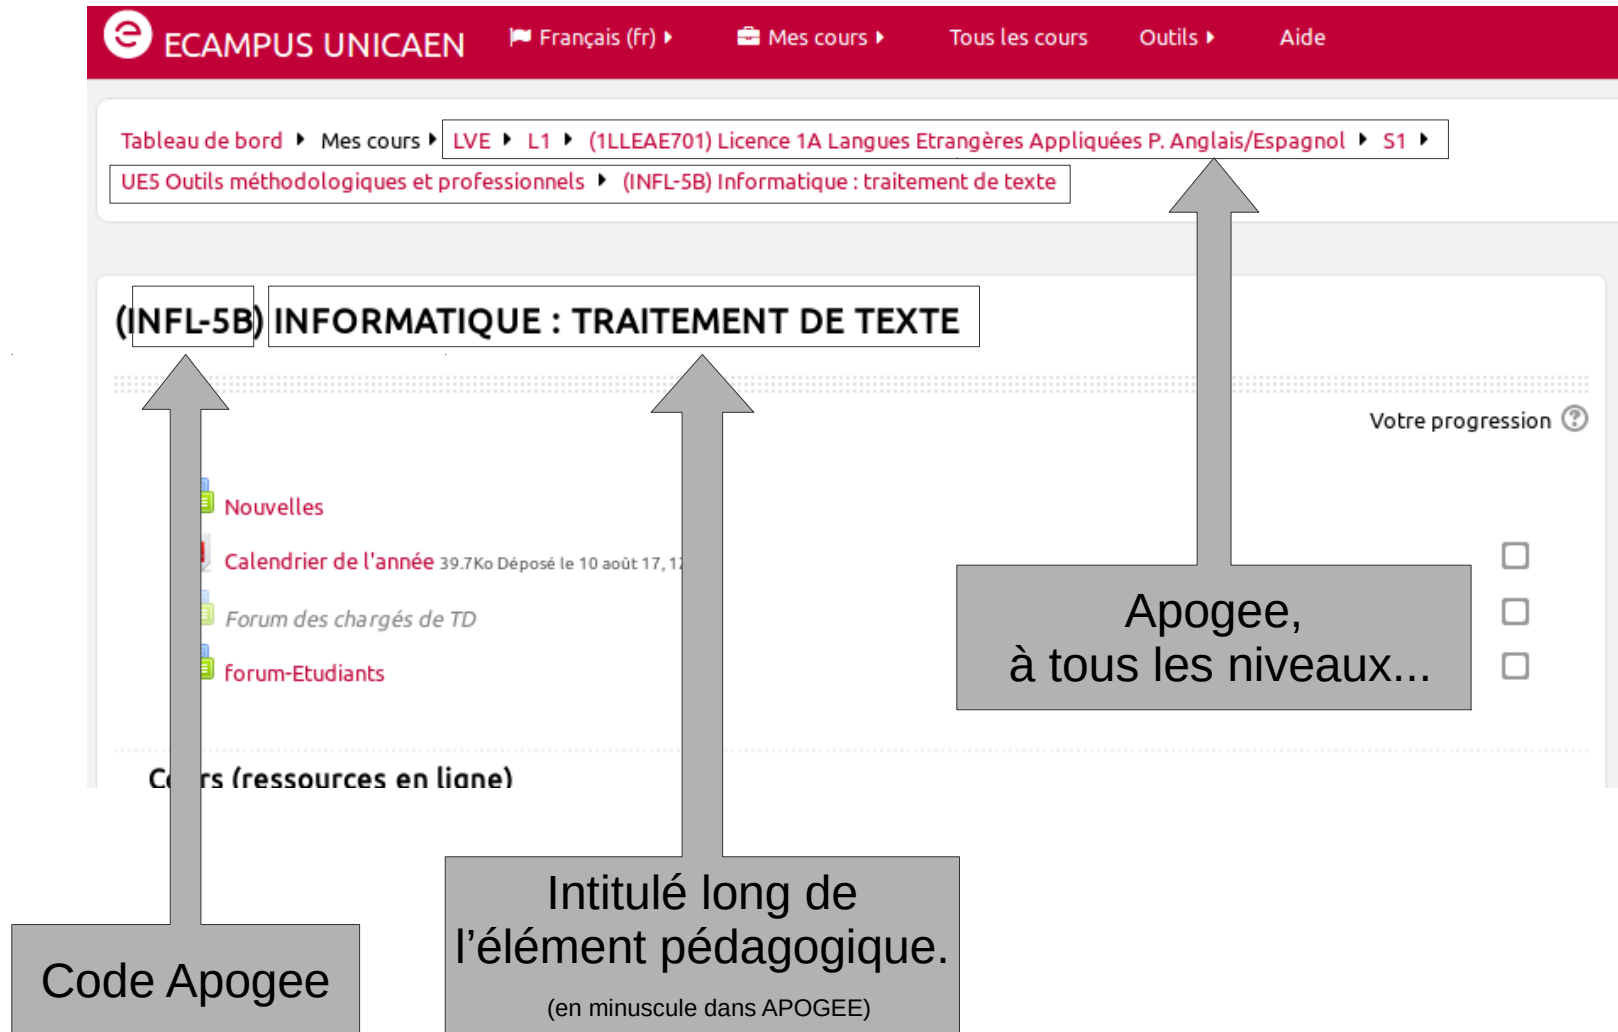 ECAMPUS UNICAEN Français (fr) Mes cours Tous les cours Outils Aide
Tableau de bord Mes cours LVE L1 (1LLEAE701) Licence 1A Langues Etrangères Appliquées P. Anglais/Espagnol S1
UE5 Outils méthodologiques et professionnels (INFL-5B) Informatique : traitement de texte
(INFL-5B) INFORMATIQUE : TRAITEMENT DE TEXTE
Votre progression
Nouvelles
Calendrier de l'année 39.7Ko Déposé le 10 août 17,
Forum des chargés de TD
forum-Etudiants
Apogee,
à tous les niveaux...
Cours (ressources en ligne)
Intitulé long de
l’élément pédagogique.
(en minuscule dans APOGEE)
Code Apogee